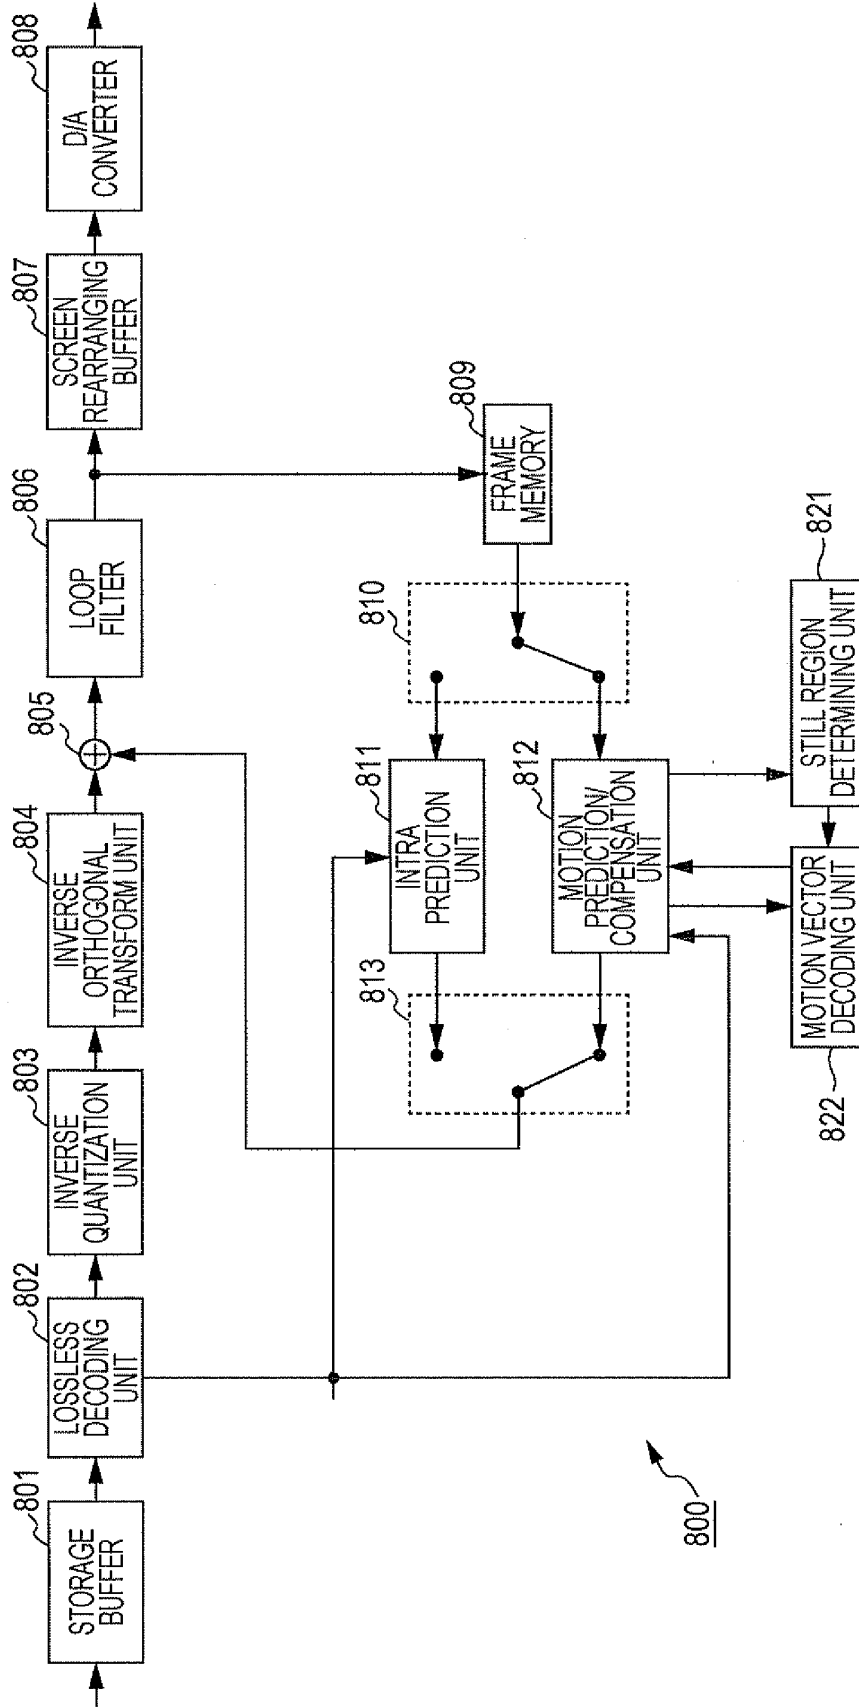 801
STORAGE
BUFFER
802
LOSSLESS
DECODING
UNIT
803
INVERSE
QUANTIZATION
UNIT
804
INVERSE
ORTHOGONAL
TRANSFORM UNIT
805
806
LOOP
FILTER
807
SCREEN
REARRANGING
BUFFER
808
D/A
CONVERTER
809
FRAME
MEMORY
810
811
INTRA
PREDICTION
UNIT
812
MOTION
PREDICTION/
COMPENSATION
UNIT
813
821
STILL REGION
DETERMINING UNIT
822
MOTION VECTOR
DECODING UNIT
800